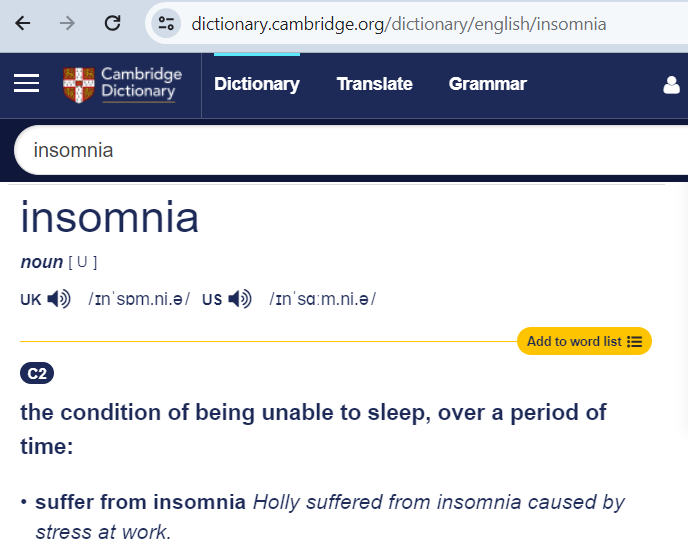 dictionary.cambridge.org/dictionary/english/insomnia
Cambridge
Dictionary
Dictionary Translate Grammar
insomnia
insomnia
noun [ U ]
UK /ɪnˈsɒm.ni.ə/ US /ɪnˈsɑːm.ni.ə/
Add to word list
C2
the condition of being unable to sleep, over a period of
time:
• suffer from insomnia Holly suffered from insomnia caused by
stress at work.